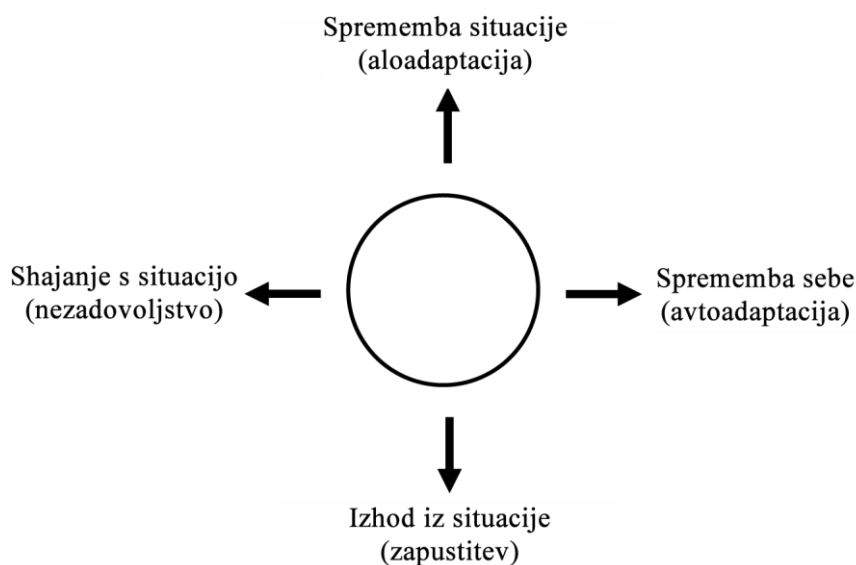 Sprememba situacije
(aloadaptacija)
Shajanje s situacijo
(nezadovoljstvo)
Sprememba sebe
(avtoadaptacija)
Izhod iz situacije
(zapustitev)